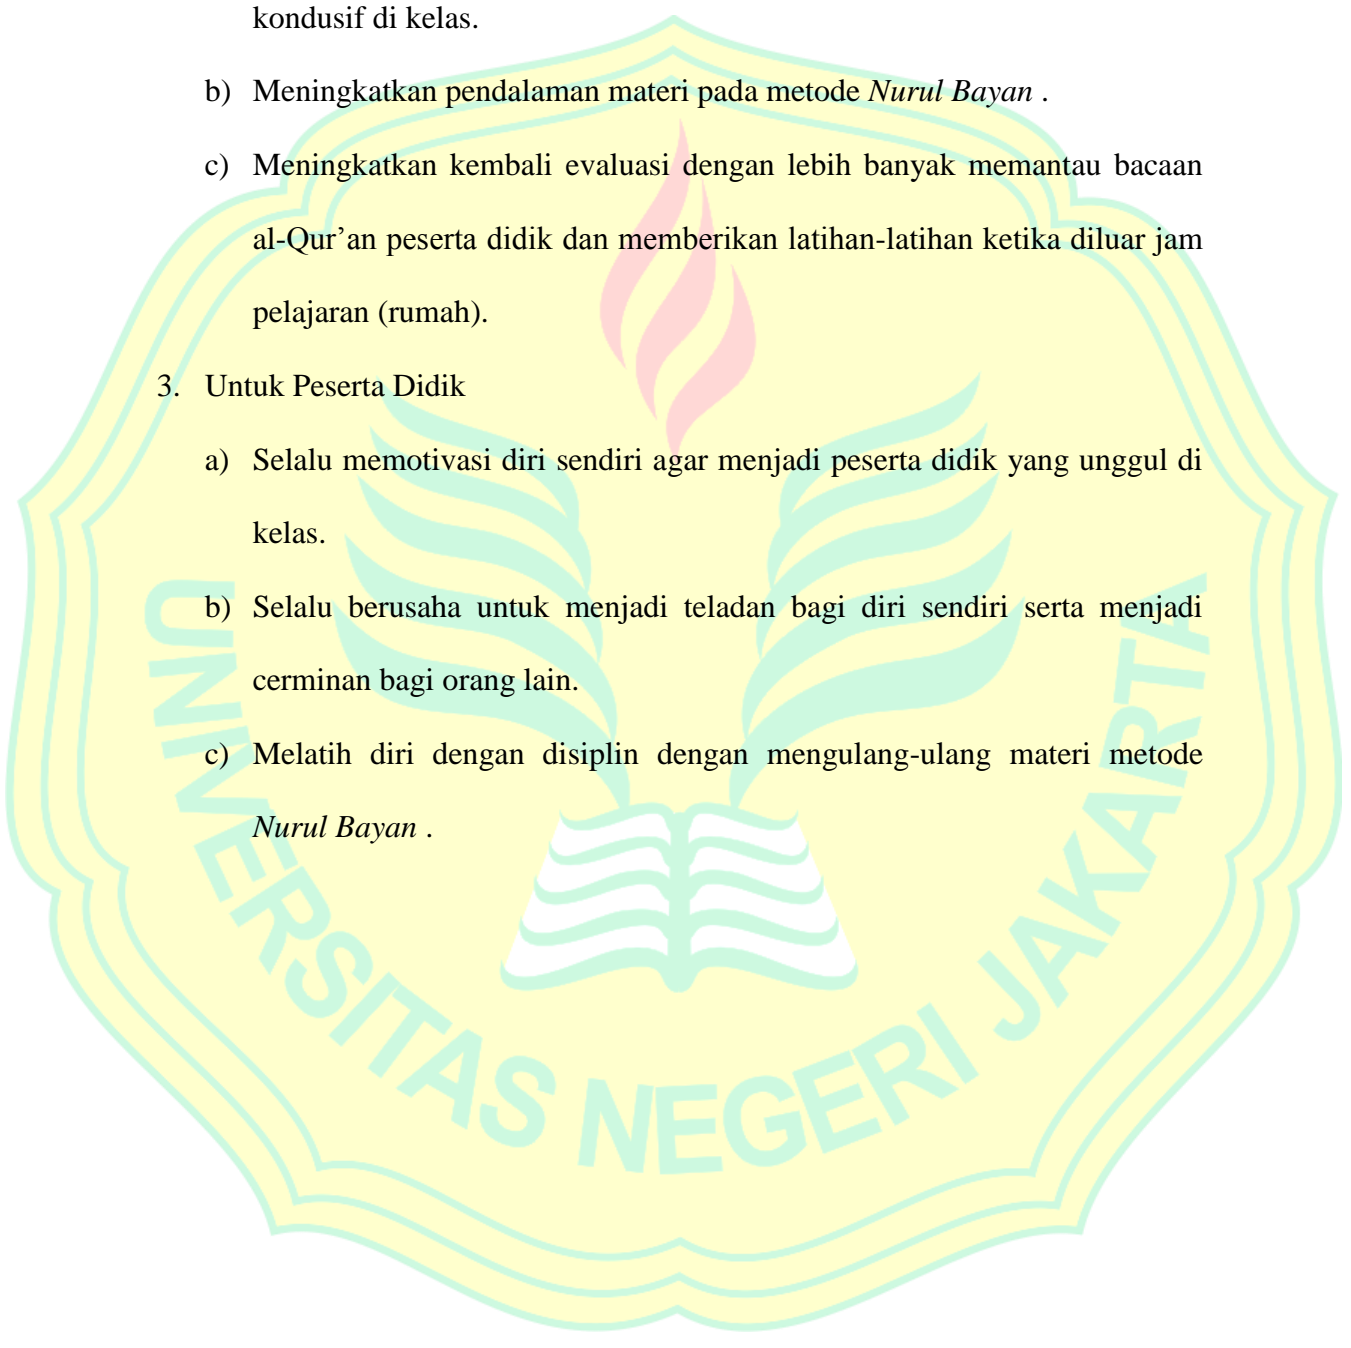 kondusif di kelas.
b) Meningkatkan pendalaman materi pada metode Nurul Bayan .
c) Meningkatkan kembali evaluasi dengan lebih banyak memantau bacaan
al-Qur’an peserta didik dan memberikan latihan-latihan ketika diluar jam
pelajaran (rumah).
3. Untuk Peserta Didik
a) Selalu memotivasi diri sendiri agar menjadi peserta didik yang unggul di
kelas.
b) Selalu berusaha untuk menjadi teladan bagi diri sendiri serta menjadi
cerminan bagi orang lain.
c) Melatih diri dengan disiplin dengan mengulang-ulang materi metode
Nurul Bayan .
UNIVERSITAS NEGERI JAKARTA